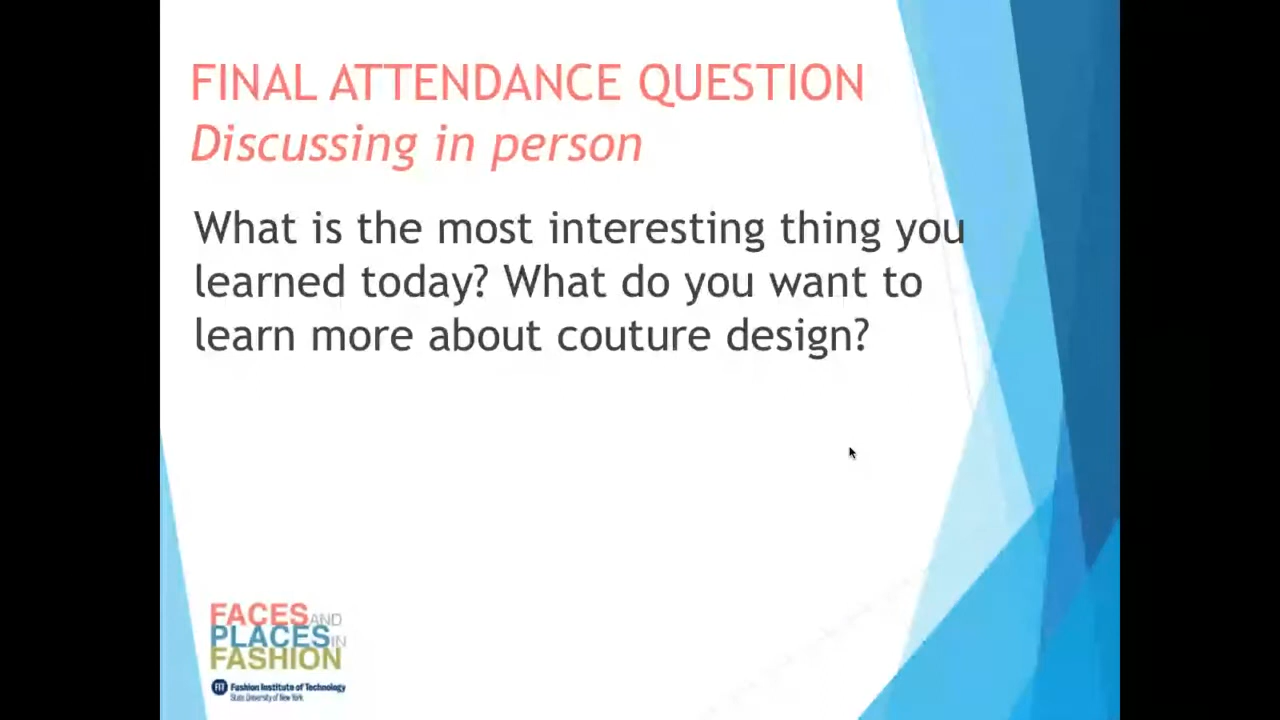 FINAL ATTENDANCE QUESTION
Discussing in person
What is the most interesting thing you
learned today? What do you want to
learn more about couture design?
FACES AND
PLACES IN
FASHION
FIT Fashion Institute of Technology
State University of New York